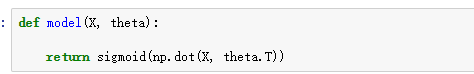 :
def model(X, theta):
return sigmoid(np.dot(X, theta.T))